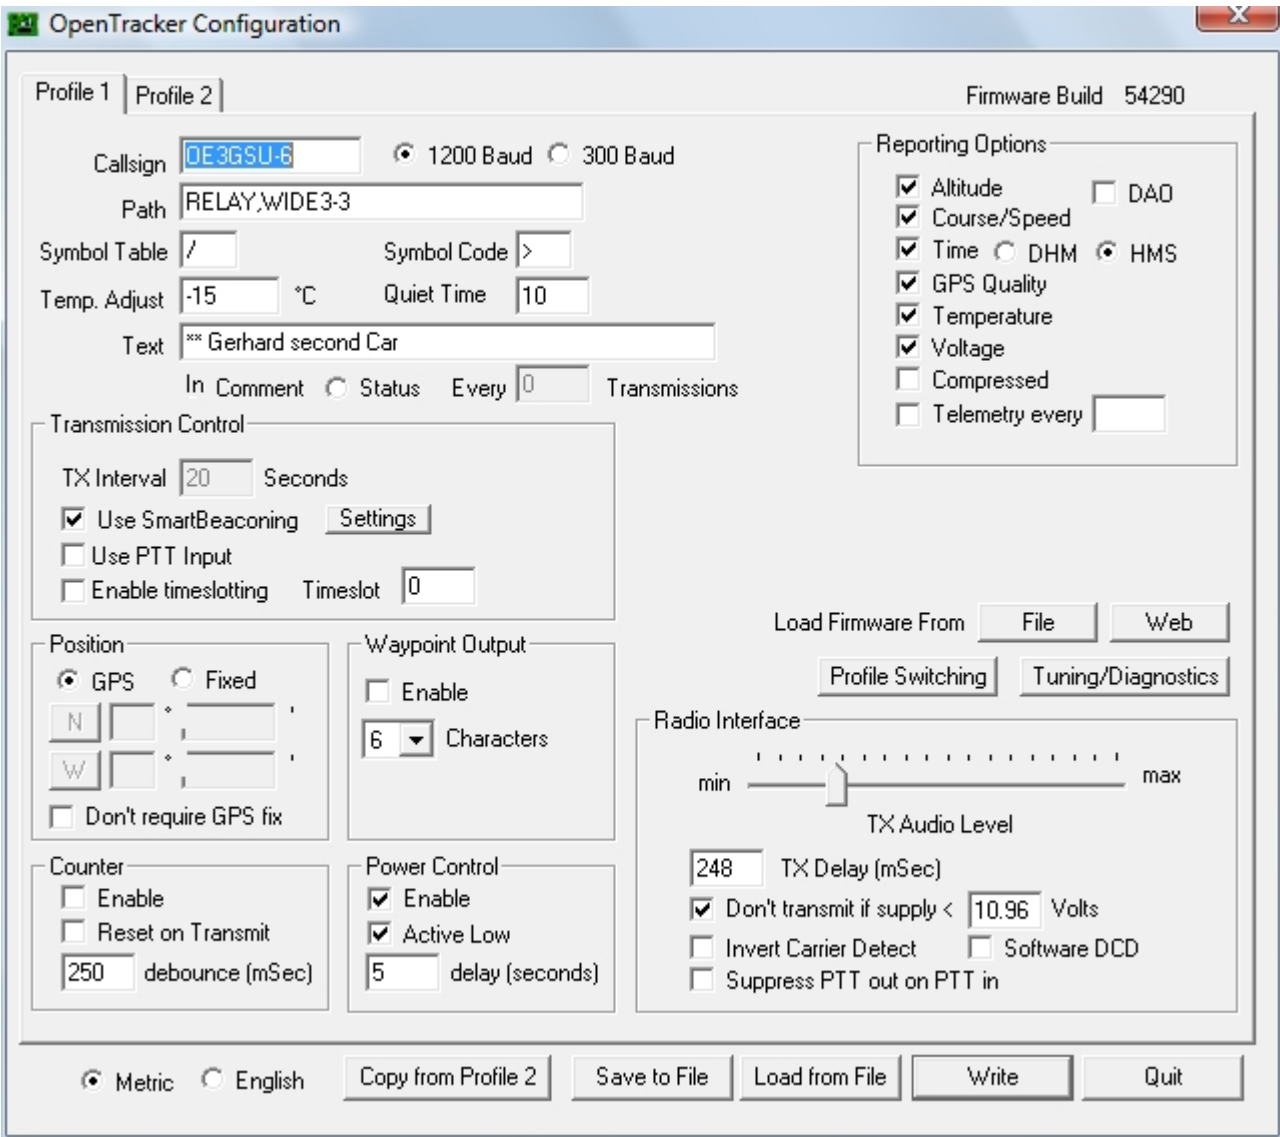 OpenTracker Configuration
X
Profile 1 Profile 2 Firmware Build 54290
Callsign OE3GSU-6 1200 Baud 300 Baud
Path RELAY,WIDE3-3
Symbol Table / Symbol Code >
Temp. Adjust -15 °C Quiet Time 10
Text ** Gerhard second Car
In Comment Status Every 0 Transmissions
Reporting Options
Altitude DAO
Course/Speed
Time DHM HMS
GPS Quality
Temperature
Voltage
Compressed
Telemetry every
Transmission Control
TX Interval 20 Seconds
Use SmartBeaconing Settings
Use PTT Input
Enable timeslotting Timeslot 0
Load Firmware From File Web
Profile Switching Tuning/Diagnostics
Position
GPS Fixed
N ° . '
W ° . '
Don't require GPS fix
Waypoint Output
Enable
6 Characters
Radio Interface
min max
TX Audio Level
248 TX Delay (mSec)
Don't transmit if supply < 10.96 Volts
Invert Carrier Detect Software DCD
Suppress PTT out on PTT in
Counter
Enable
Reset on Transmit
250 debounce (mSec)
Power Control
Enable
Active Low
5 delay (seconds)
Metric English Copy from Profile 2 Save to File Load from File Write Quit